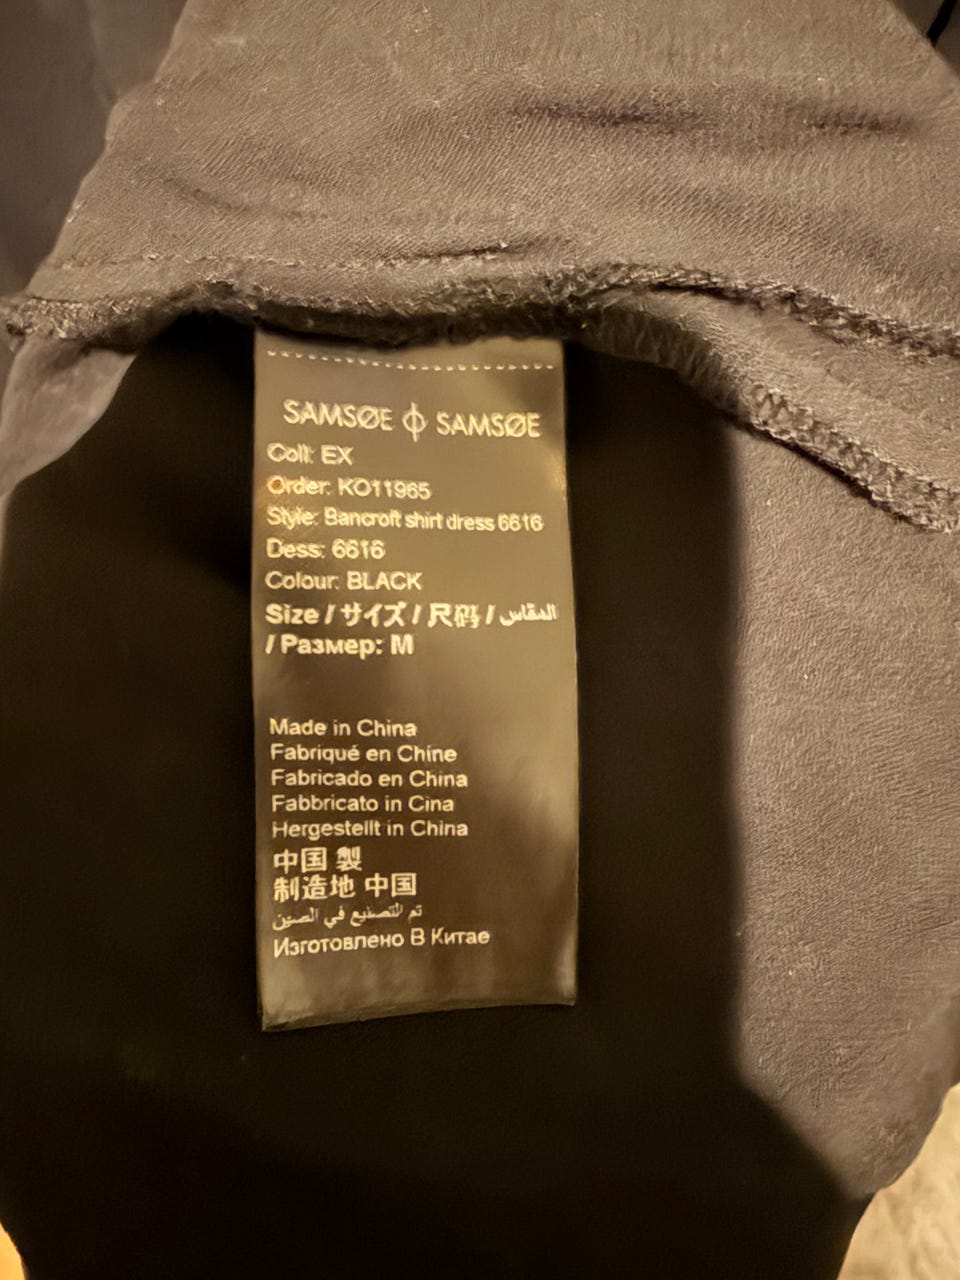 SAMSØE ϕ SAMSØE
Coll: EX
Order: KO11965
Style: Bancroft shirt dress 6616
Dess: 6616
Colour: BLACK
Size / サイズ / 尺码 / المقاس
/ Размер: M
Made in China
Fabriqué en Chine
Fabricado en China
Fabbricato in Cina
Hergestellt in China
中国 製
制造地 中国
تم التصنيع في الصين
Изготовлено В Китае